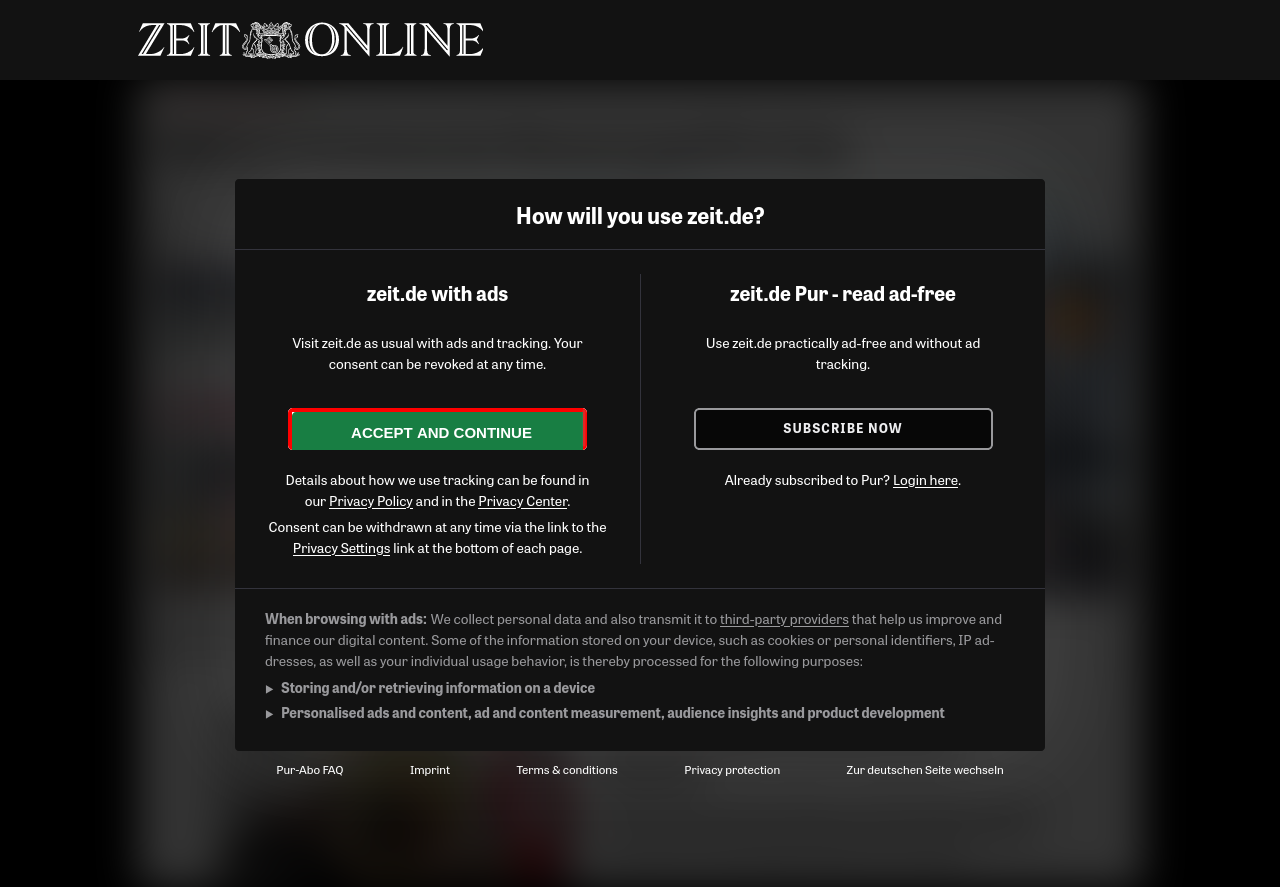 ZEIT ONLINE
How will you use zeit.de?
zeit.de with ads
Visit zeit.de as usual with ads and tracking. Your
consent can be revoked at any time.
ACCEPT AND CONTINUE
Details about how we use tracking can be found in
our Privacy Policy and in the Privacy Center.
Consent can be withdrawn at any time via the link to the
Privacy Settings link at the bottom of each page.
zeit.de Pur - read ad-free
Use zeit.de practically ad-free and without ad
tracking.
SUBSCRIBE NOW
Already subscribed to Pur? Login here.
When browsing with ads: We collect personal data and also transmit it to third-party providers that help us improve and
finance our digital content. Some of the information stored on your device, such as cookies or personal identifiers, IP ad-
dresses, as well as your individual usage behavior, is thereby processed for the following purposes:
Storing and/or retrieving information on a device
Personalised ads and content, ad and content measurement, audience insights and product development
Pur-Abo FAQ Imprint Terms & conditions Privacy protection Zur deutschen Seite wechseln